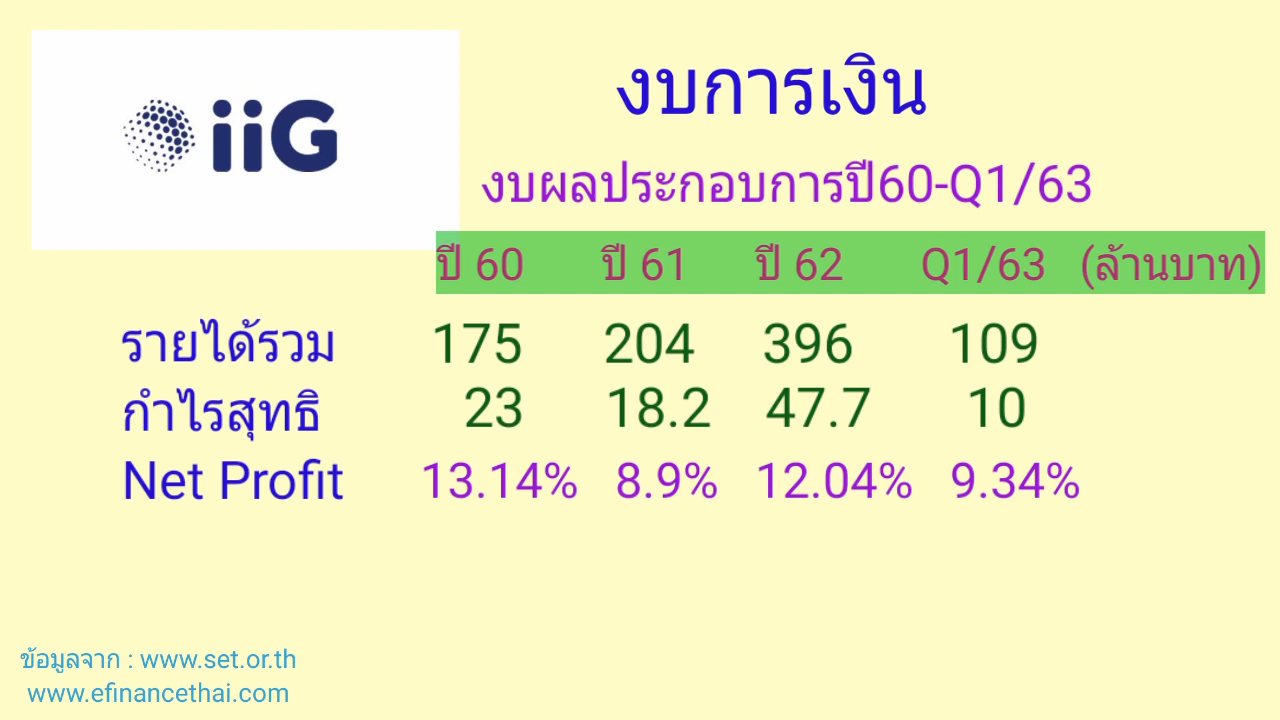 iiG
งบการเงิน
งบผลประกอบการปี60-Q1/63
ปี 60 ปี 61 ปี 62 Q1/63 (ล้านบาท)
รายได้รวม 175 204 396 109
กำไรสุทธิ 23 18.2 47.7 10
Net Profit 13.14% 8.9% 12.04% 9.34%
ข้อมูลจาก : www.set.or.th
www.efinancethai.com